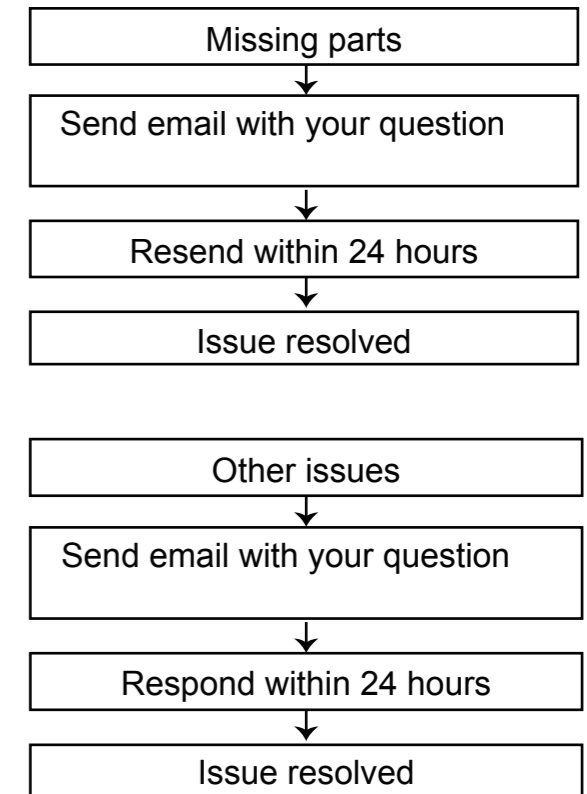 Missing parts
Send email with your question
Resend within 24 hours
Issue resolved
Other issues
Send email with your question
Respond within 24 hours
Issue resolved